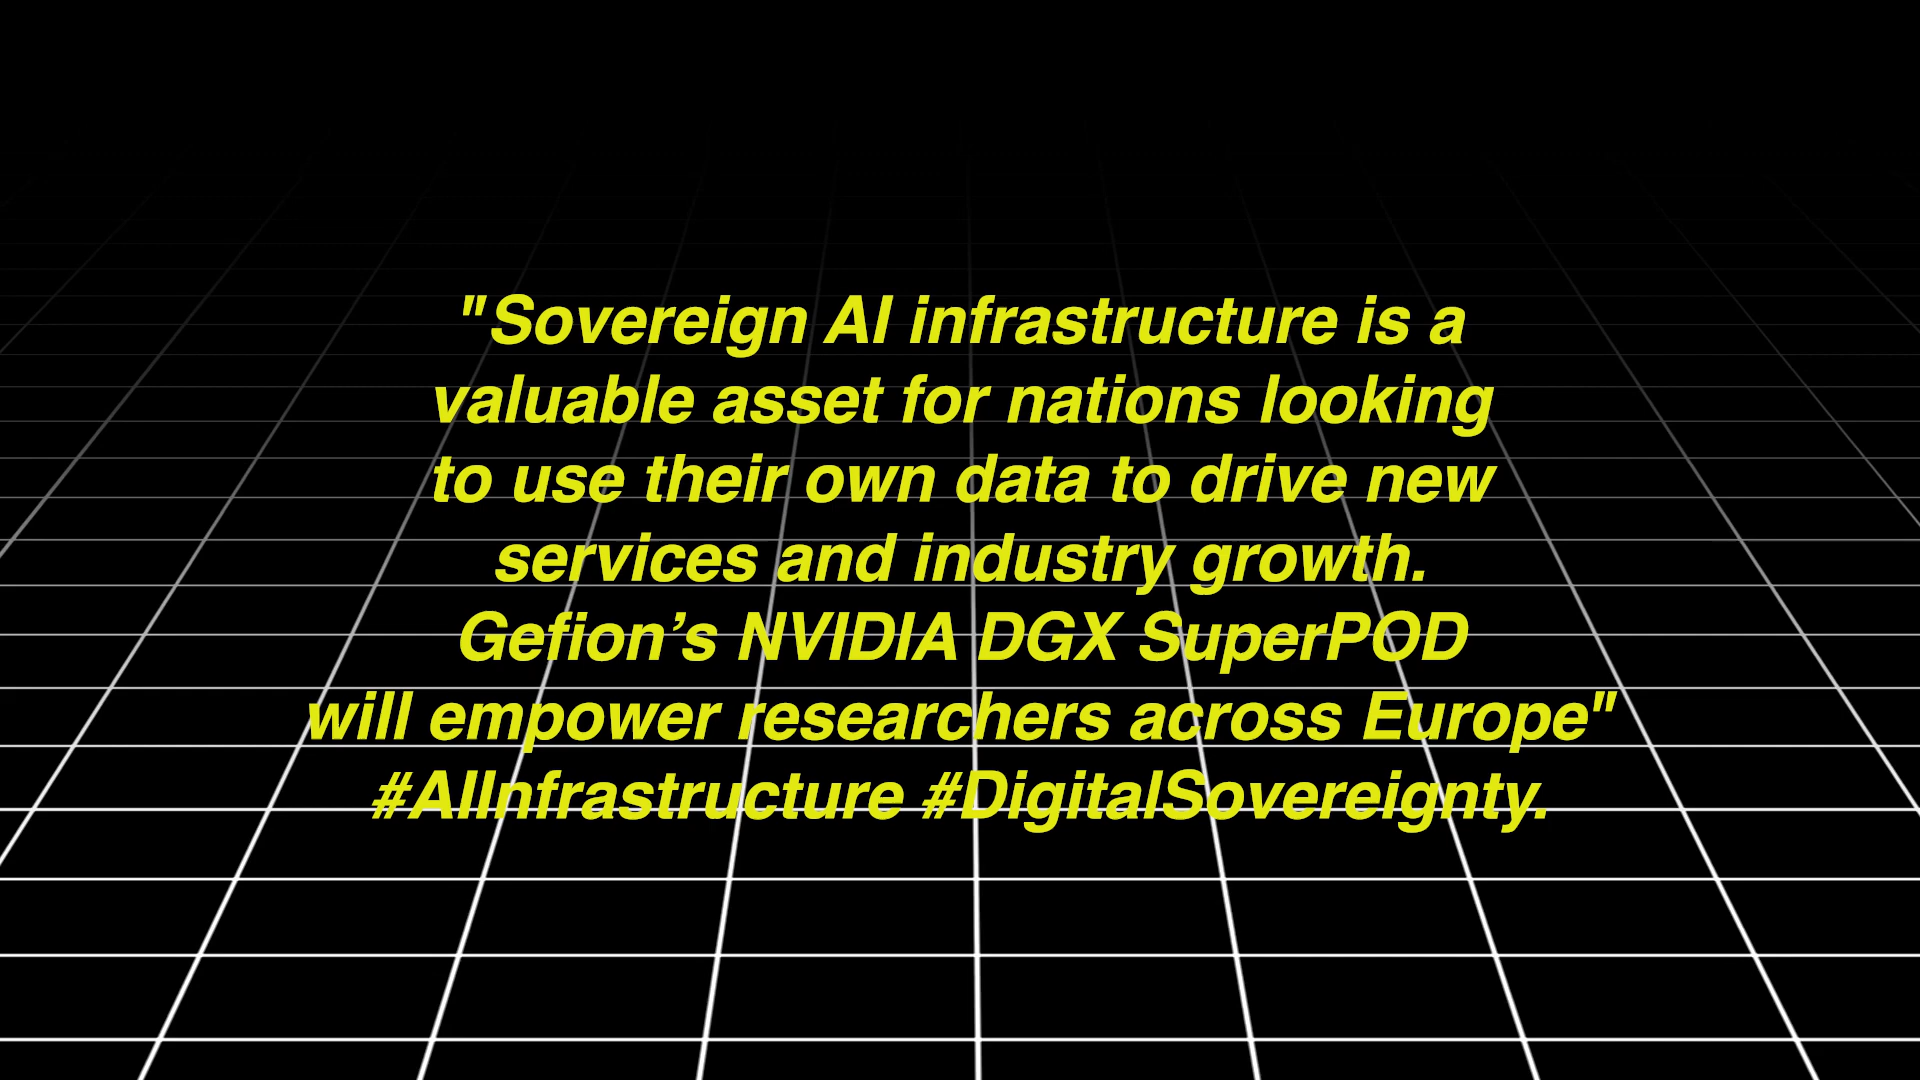 "Sovereign AI infrastructure is a
valuable asset for nations looking
to use their own data to drive new
services and industry growth.
Gefion’s NVIDIA DGX SuperPOD
will empower researchers across Europe"
#AIInfrastructure #DigitalSovereignty.